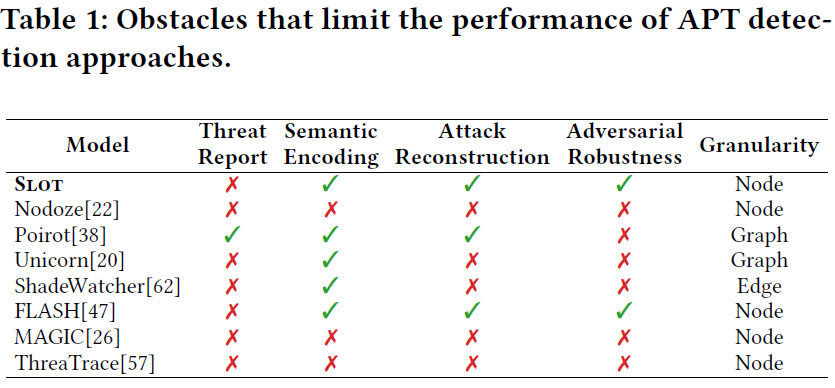 Table 1: Obstacles that limit the performance of APT detec-
tion approaches.
Model Threat Report Semantic Encoding Attack Reconstruction Adversarial Robustness Granularity
SLOT ✗ ✓ ✓ ✓ Node
Nodoze[22] ✗ ✗ ✗ ✗ Node
Poirot[38] ✓ ✓ ✓ ✗ Graph
Unicorn[20] ✗ ✓ ✗ ✗ Graph
ShadeWatcher[62] ✗ ✓ ✗ ✗ Edge
FLASH[47] ✗ ✓ ✓ ✓ Node
MAGIC[26] ✗ ✗ ✗ ✗ Node
ThreaTrace[57] ✗ ✗ ✗ ✗ Node